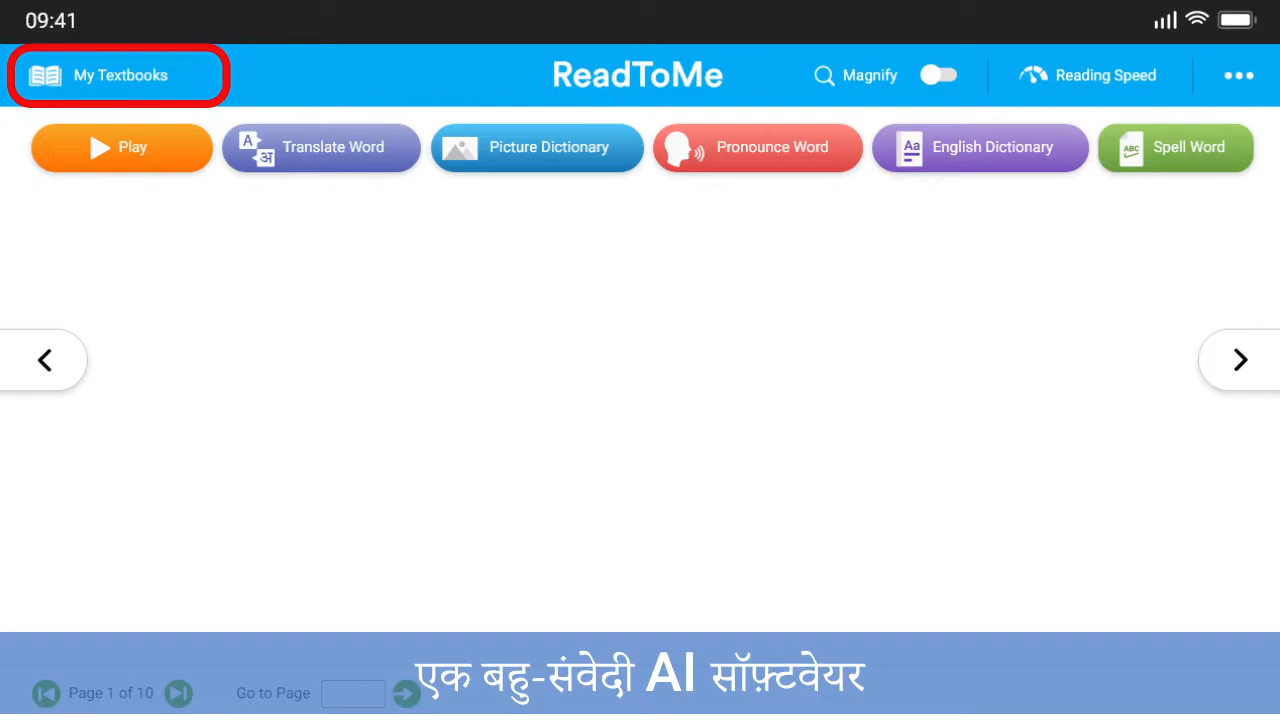 09:41
My Textbooks ReadToMe Magnify Reading Speed
Play Translate Word Picture Dictionary Pronounce Word English Dictionary Spell Word
A अ Aa ABC
एक बहु-संवेदी AI सॉफ़्टवेयर
Page 1 of 10 Go to Page